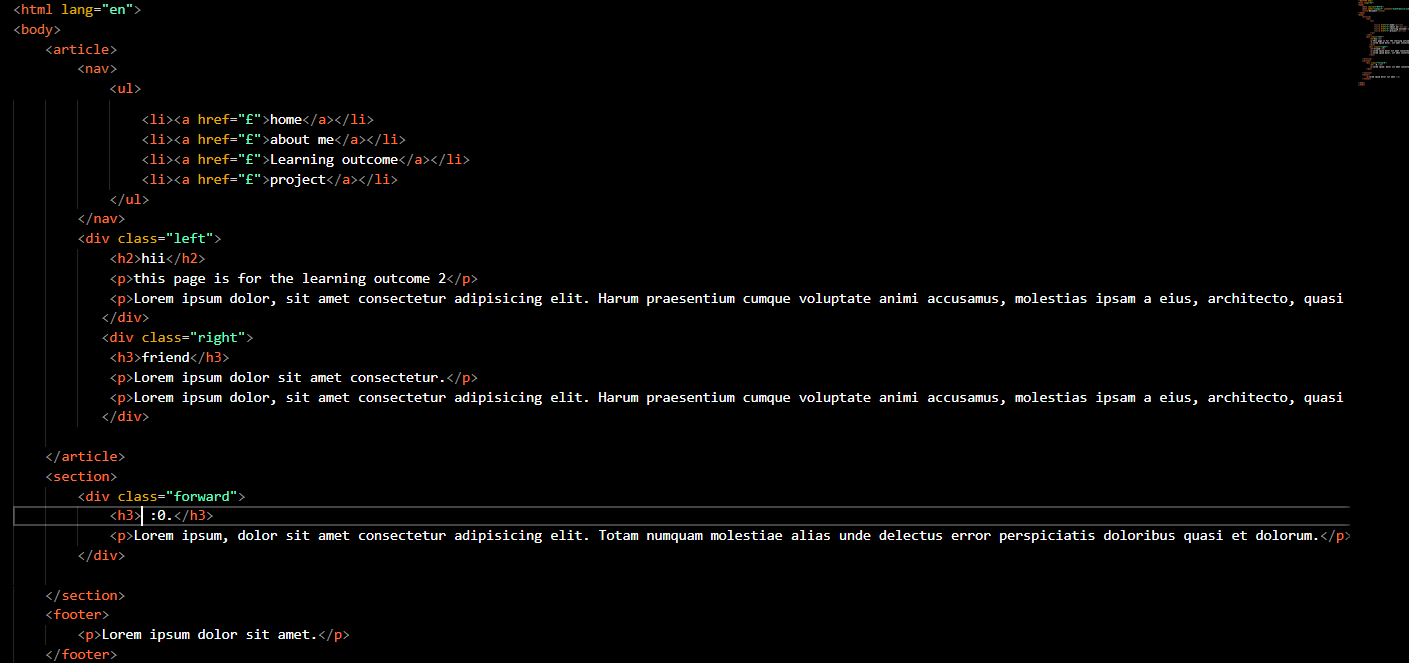 <html lang="en">
<body>
<article>
<nav>
<ul>
<li><a href="£">home</a></li>
<li><a href="£">about me</a></li>
<li><a href="£">Learning outcome</a></li>
<li><a href="£">project</a></li>
</ul>
</nav>
<div class="left">
<h2>hii</h2>
<p>this page is for the learning outcome 2</p>
<p>Lorem ipsum dolor, sit amet consectetur adipisicing elit. Harum praesentium cumque voluptate animi accusamus, molestias ipsam a eius, architecto, quasi
</div>
<div class="right">
<h3>friend</h3>
<p>Lorem ipsum dolor sit amet consectetur.</p>
<p>Lorem ipsum dolor, sit amet consectetur adipisicing elit. Harum praesentium cumque voluptate animi accusamus, molestias ipsam a eius, architecto, quasi
</div>
</article>
<section>
<div class="forward">
<h3> :0.</h3>
<p>Lorem ipsum, dolor sit amet consectetur adipisicing elit. Totam numquam molestiae alias unde delectus error perspiciatis doloribus quasi et dolorum.</p>
</div>
</section>
<footer>
<p>Lorem ipsum dolor sit amet.</p>
</footer>